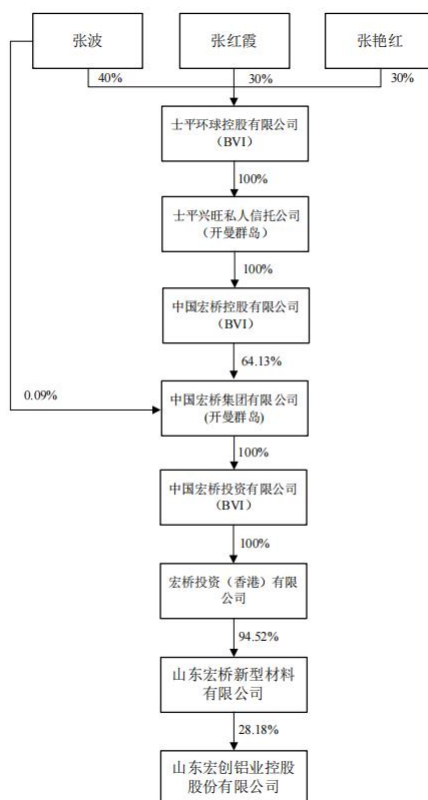 张波
张红霞
张艳红
40%
30%
30%
士平环球控股有限公司
（BVI）
100%
士平兴旺私人信托公司
（开曼群岛）
100%
中国宏桥控股有限公司
（BVI）
64.13%
0.09%
中国宏桥集团有限公司
(开曼群岛)
100%
中国宏桥投资有限公司
（BVI）
100%
宏桥投资（香港）有限
公司
94.52%
山东宏桥新型材料
有限公司
28.18%
山东宏创铝业控股
股份有限公司